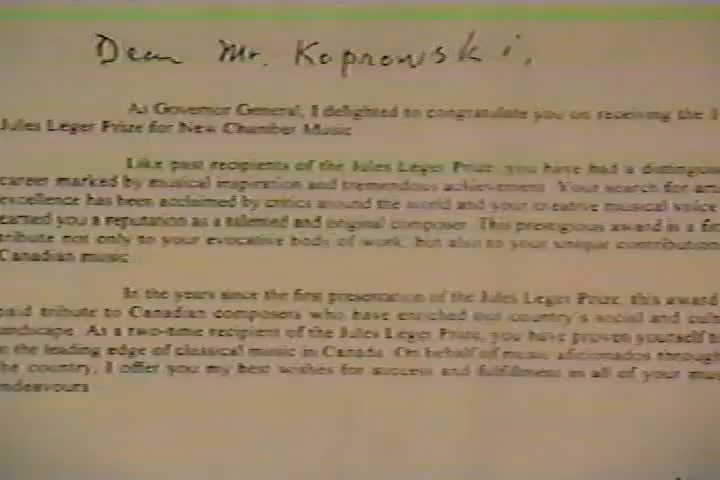 Dear Mr. Koprowski,
As Governor General, I delighted to congratulate you on receiving the
Jules Leger Prize for New Chamber Music
Like past recipients of the Jules Leger Prize, you have had a
career marked by musical inspiration and tremendous achievement. Your search for
excellence has been acclaimed by critics around the world and your creative musical voice
earned you a reputation as a talented and original composer. This prestigious award is a
tribute not only to your evocative body of work, but also to your unique
Canadian music
In the years since the first presentation of the Jules Leger Prize, this award
paid tribute to Canadian composers who have enriched our country's social and
landscape. As a two-time recipient of the Jules Leger Prize, you have proven yourself
the leading edge of classical music in Canada. On behalf of music aficionados
the country, I offer you my best wishes for success and fulfillment in all of your
endeavours